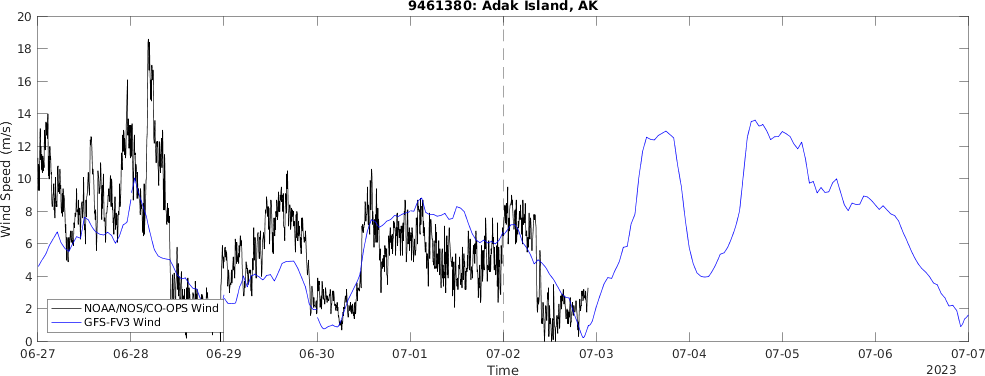 9461380: Adak Island, AK
Wind Speed (m/s)
20
18
16
14
12
10
8
6
4
2
0
NOAA/NOS/CO-OPS Wind
GFS-FV3 Wind
06-27 06-28 06-29 06-30 07-01 07-02 07-03 07-04 07-05 07-06 07-07
Time
2023